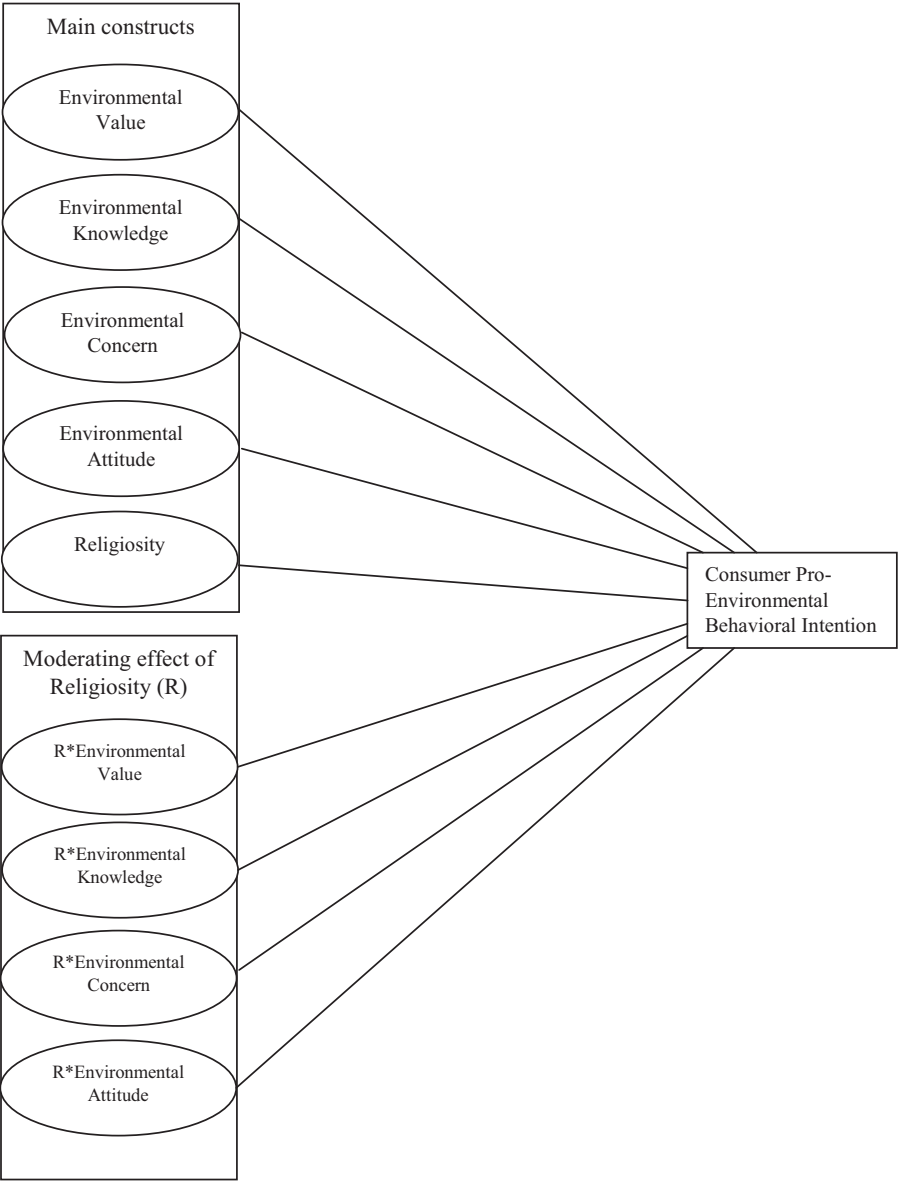 Main constructs
Environmental
Value
Environmental
Knowledge
Environmental
Concern
Environmental
Attitude
Religiosity
Consumer Pro-
Environmental
Behavioral Intention
Moderating effect of
Religiosity (R)
R*Environmental
Value
R*Environmental
Knowledge
R*Environmental
Concern
R*Environmental
Attitude